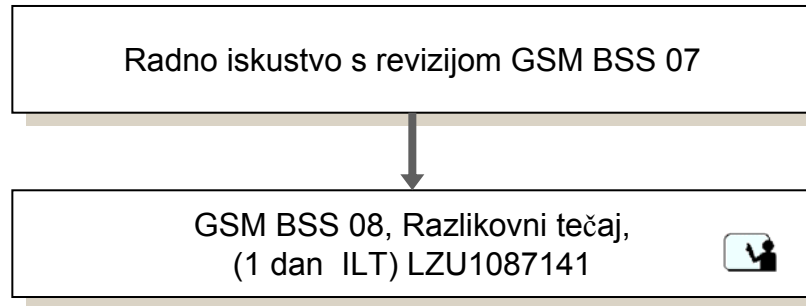 Radno iskustvo s revizijom GSM BSS 07
GSM BSS 08, Razlikovni tečaj,
(1 dan ILT) LZU1087141